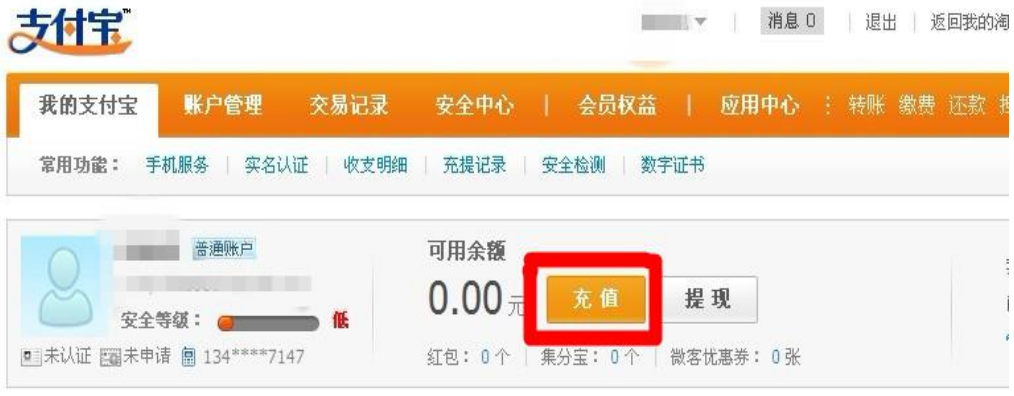 支付宝™
消息 0 | 退出 | 返回我的淘
我的支付宝 账户管理 交易记录 安全中心 | 会员权益 | 应用中心 : 转账 缴费 还款
常用功能： 手机服务 | 实名认证 | 收支明细 | 充提记录 | 安全检测 | 数字证书
普通账户
安全等级： 低
未认证 未申请 134****7147
可用余额
0.00 元 充值 提现
红包： 0 个 | 集分宝： 0 个 | 微客优惠券： 0 张